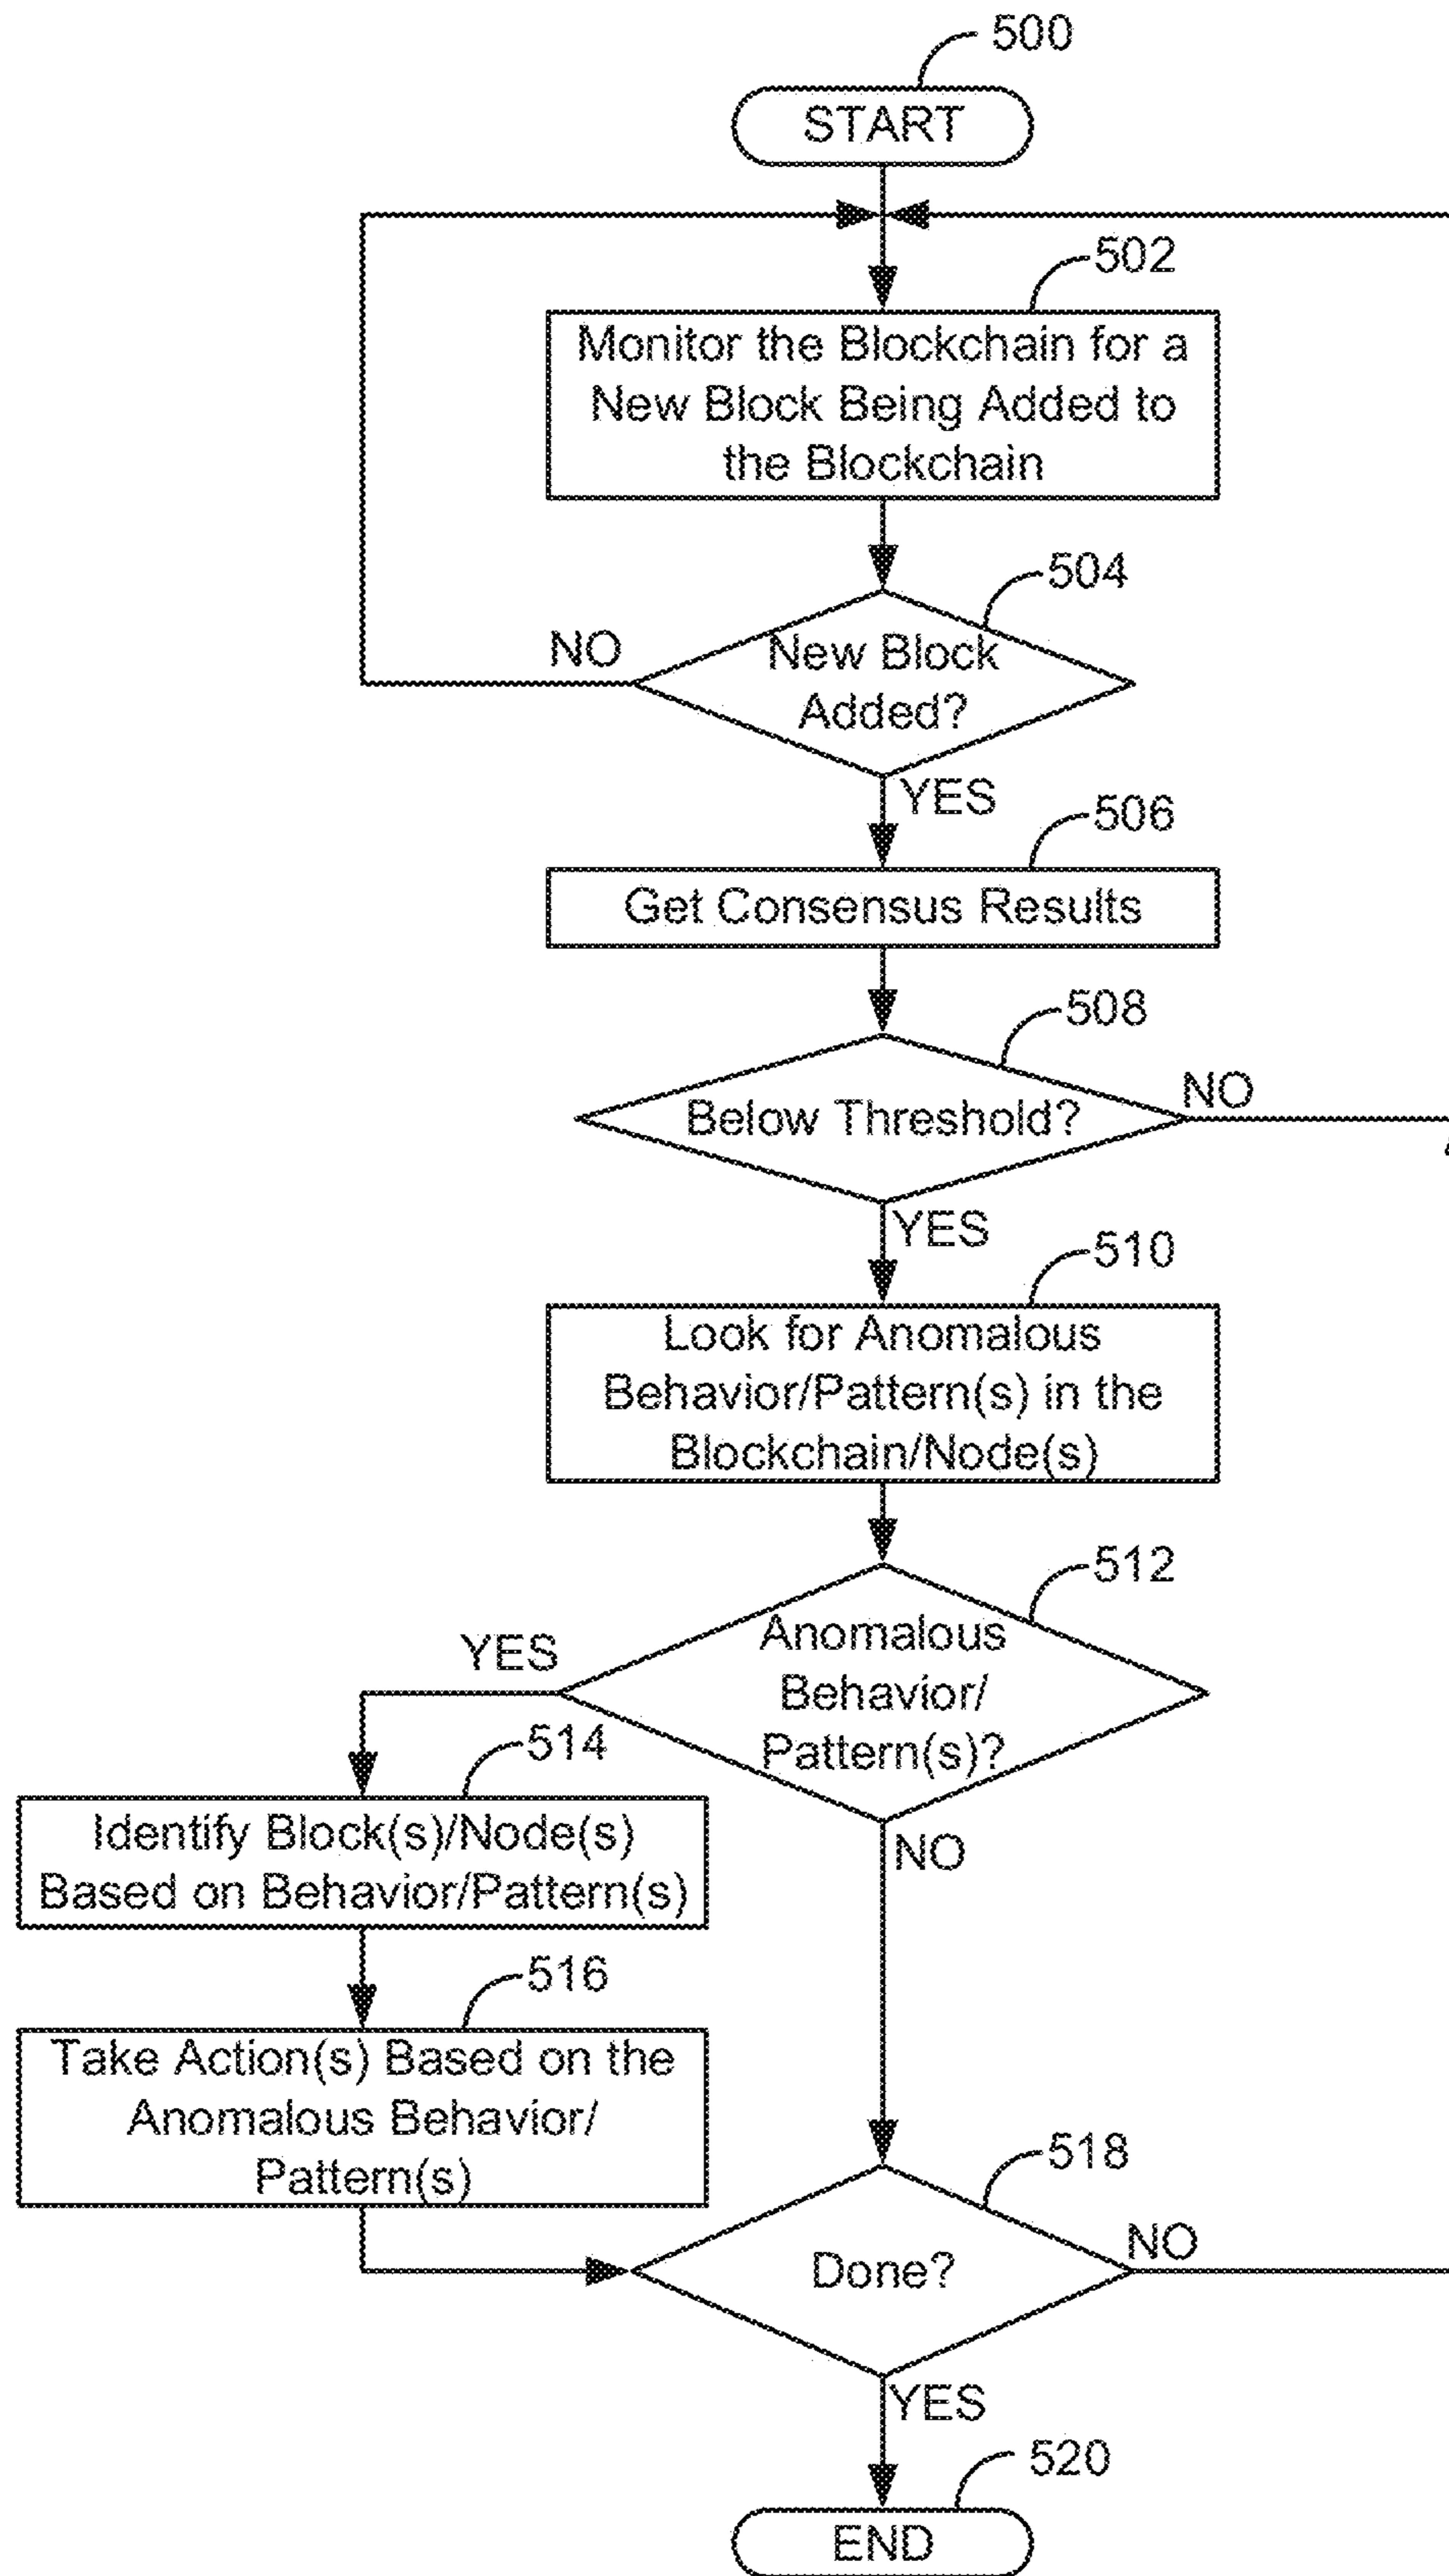 500
START
502
Monitor the Blockchain for a
New Block Being Added to
the Blockchain
504
NO
New Block
Added?
YES
506
Get Consensus Results
508
NO
Below Threshold?
YES
510
Look for Anomalous
Behavior/Pattern(s) in the
Blockchain/Node(s)
512
YES
Anomalous
Behavior/
Pattern(s)?
514
NO
Identify Block(s)/Node(s)
Based on Behavior/Pattern(s)
516
Take Action(s) Based on the
Anomalous Behavior/
Pattern(s)
518
NO
Done?
YES
520
END